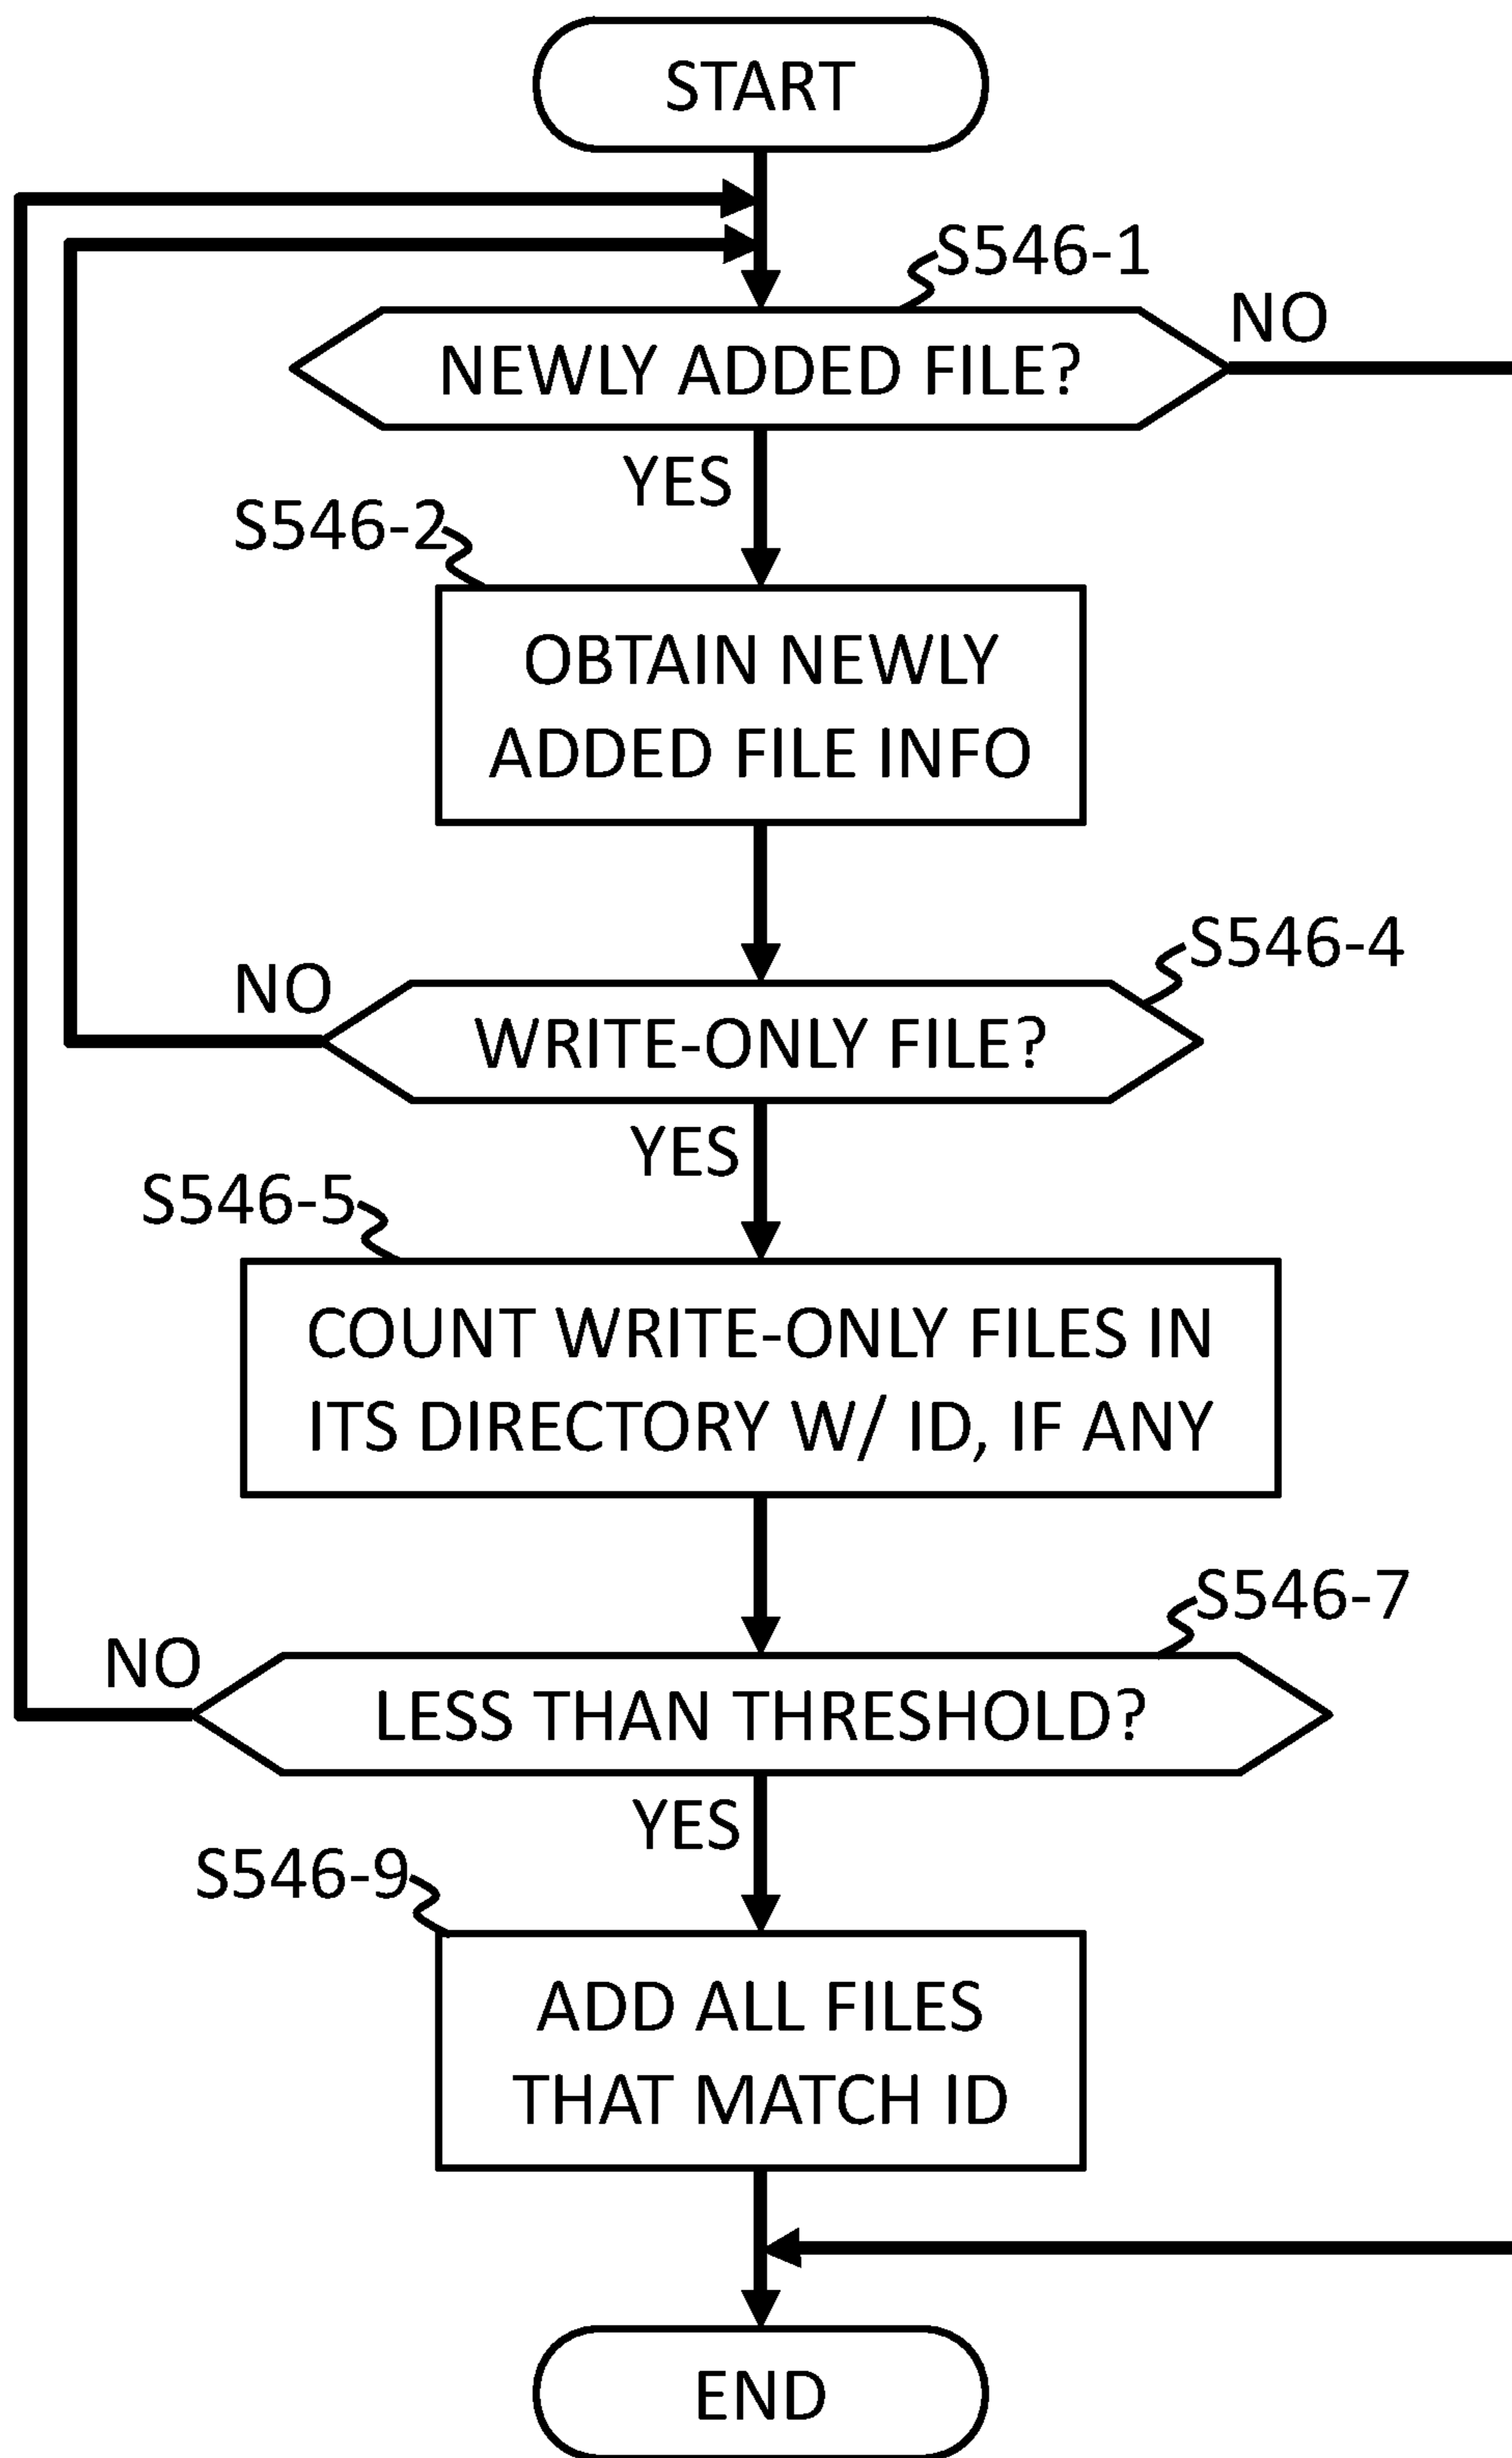 START
S546-1
NEWLY ADDED FILE?
NO
YES
S546-2
OBTAIN NEWLY
ADDED FILE INFO
S546-4
NO
WRITE-ONLY FILE?
YES
S546-5
COUNT WRITE-ONLY FILES IN
ITS DIRECTORY W/ ID, IF ANY
S546-7
NO
LESS THAN THRESHOLD?
YES
S546-9
ADD ALL FILES
THAT MATCH ID
END